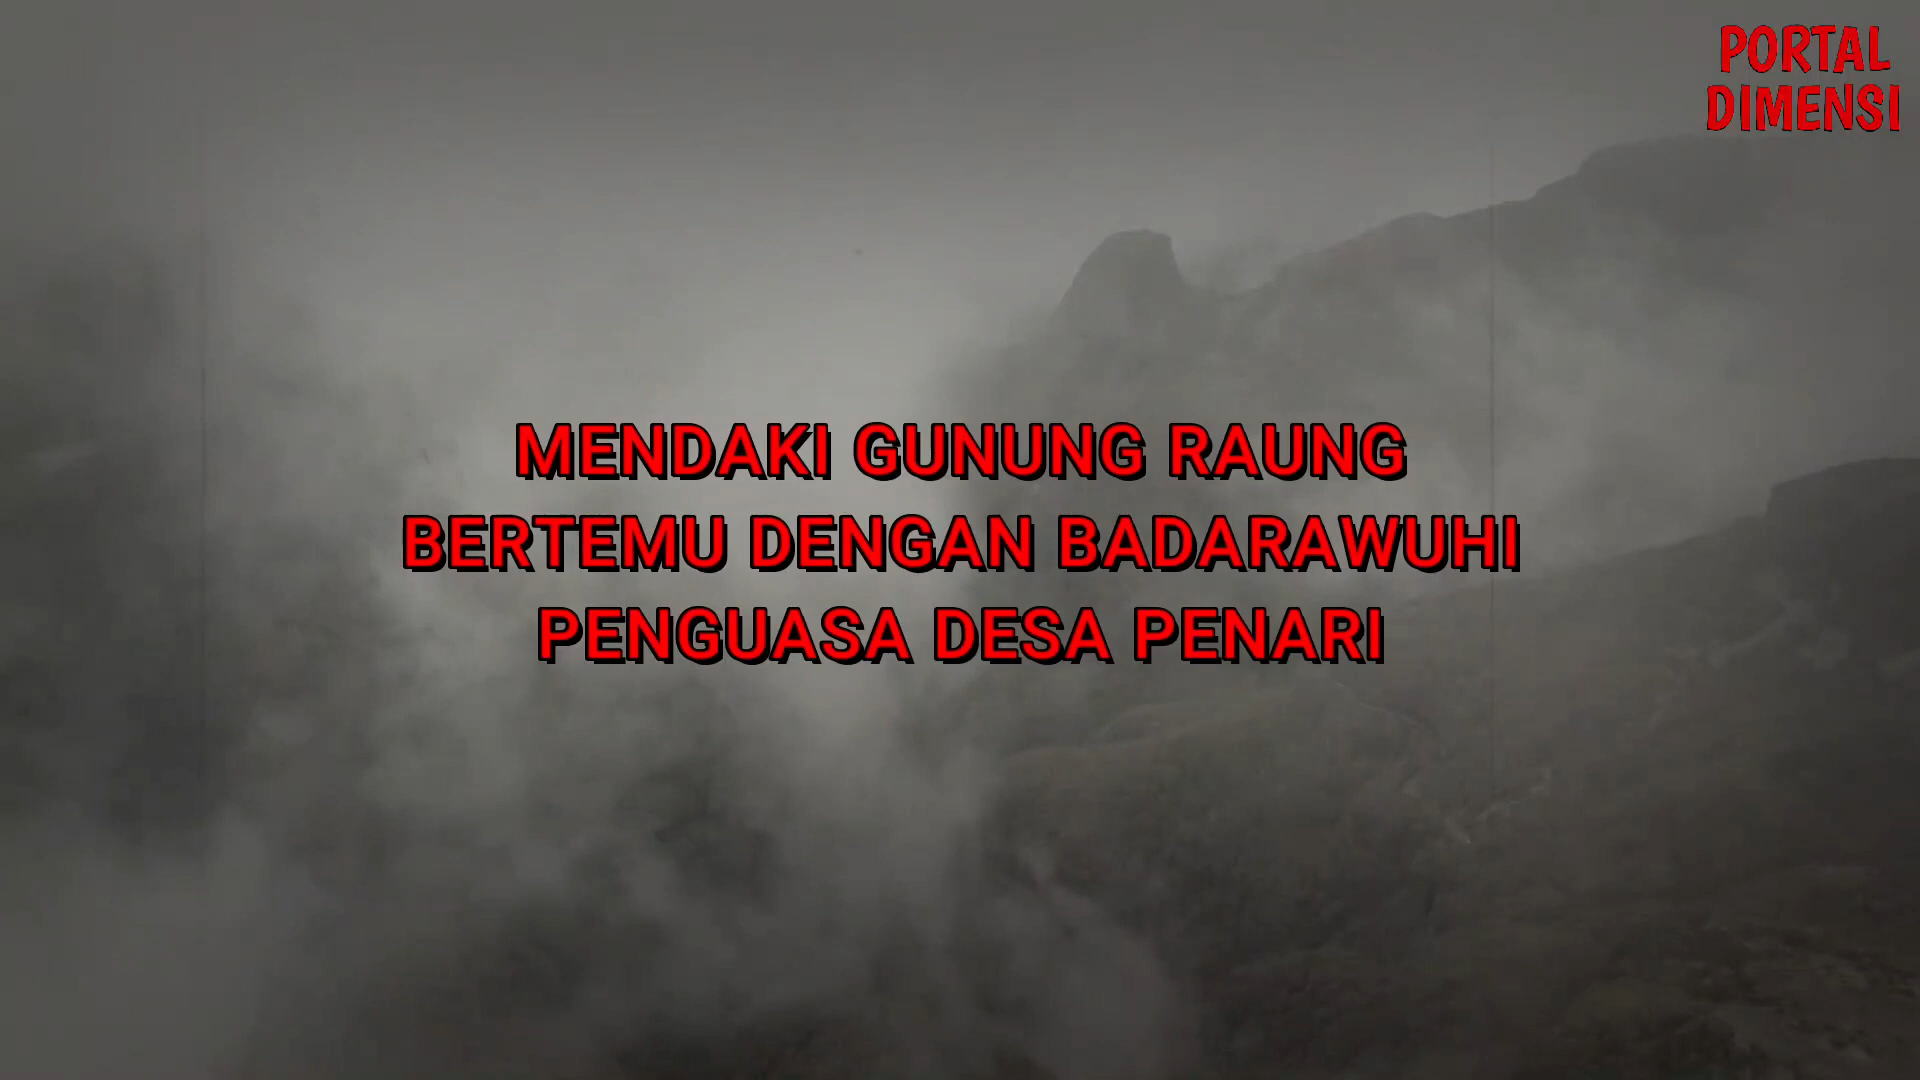 PORTAL
DIMENSI
MENDAKI GUNUNG RAUNG
BERTEMU DENGAN BADARAWUHI
PENGUASA DESA PENARI